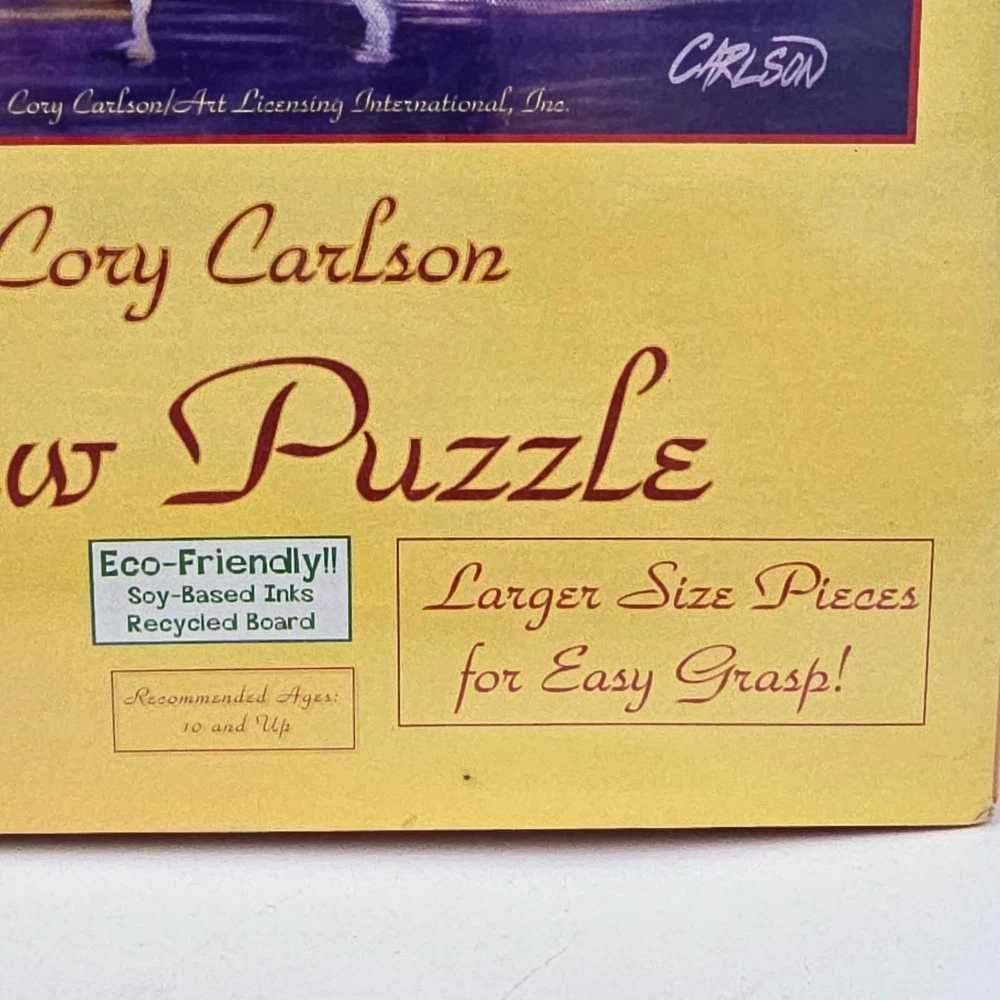 CARLSON
Cory Carlson/Art Licensing International, Inc.
Cory Carlson
w Puzzle
Eco-Friendly!!
Soy-Based Inks
Recycled Board
Larger Size Pieces
for Easy Grasp!
Recommended Ages:
10 and Up